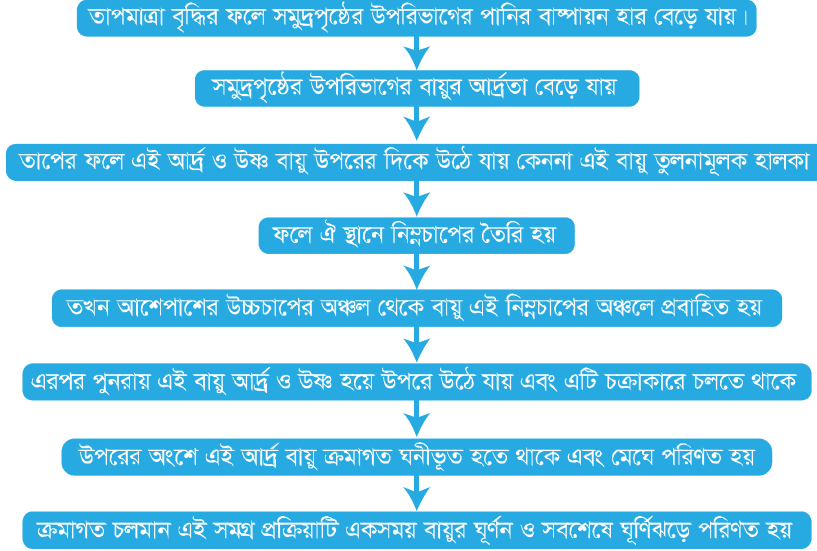 তাপমাত্রা বৃদ্ধির ফলে সমুদ্রপৃষ্ঠের উপরিভাগের পানির বাষ্পায়ন হার বেড়ে যায়।
সমুদ্রপৃষ্ঠের উপরিভাগের বায়ুর আর্দ্রতা বেড়ে যায়
তাপের ফলে এই আর্দ্র ও উষ্ণ বায়ু উপরের দিকে উঠে যায় কেননা এই বায়ু তুলনামূলক হালকা
ফলে ঐ স্থানে নিম্নচাপের তৈরি হয়
তখন আশেপাশের উচ্চচাপের অঞ্চল থেকে বায়ু এই নিম্নচাপের অঞ্চলে প্রবাহিত হয়
এরপর পুনরায় এই বায়ু আর্দ্র ও উষ্ণ হয়ে উপরে উঠে যায় এবং এটি চক্রাকারে চলতে থাকে
উপরের অংশে এই আর্দ্র বায়ু ক্রমাগত ঘনীভূত হতে থাকে এবং মেঘে পরিণত হয়
ক্রমাগত চলমান এই সমগ্র প্রক্রিয়াটি একসময় বায়ুর ঘূর্ণন ও সবশেষে ঘূর্ণিঝড়ে পরিণত হয়